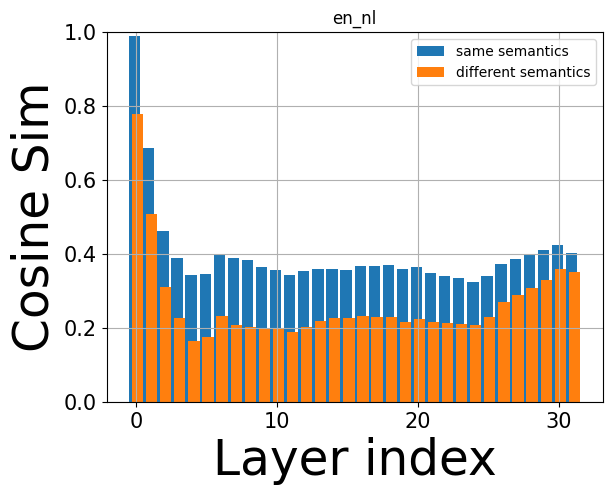 en_nl
same semantics
different semantics
Cosine Sim
1.0
0.8
0.6
0.4
0.2
0.0
0 10 20 30
Layer index